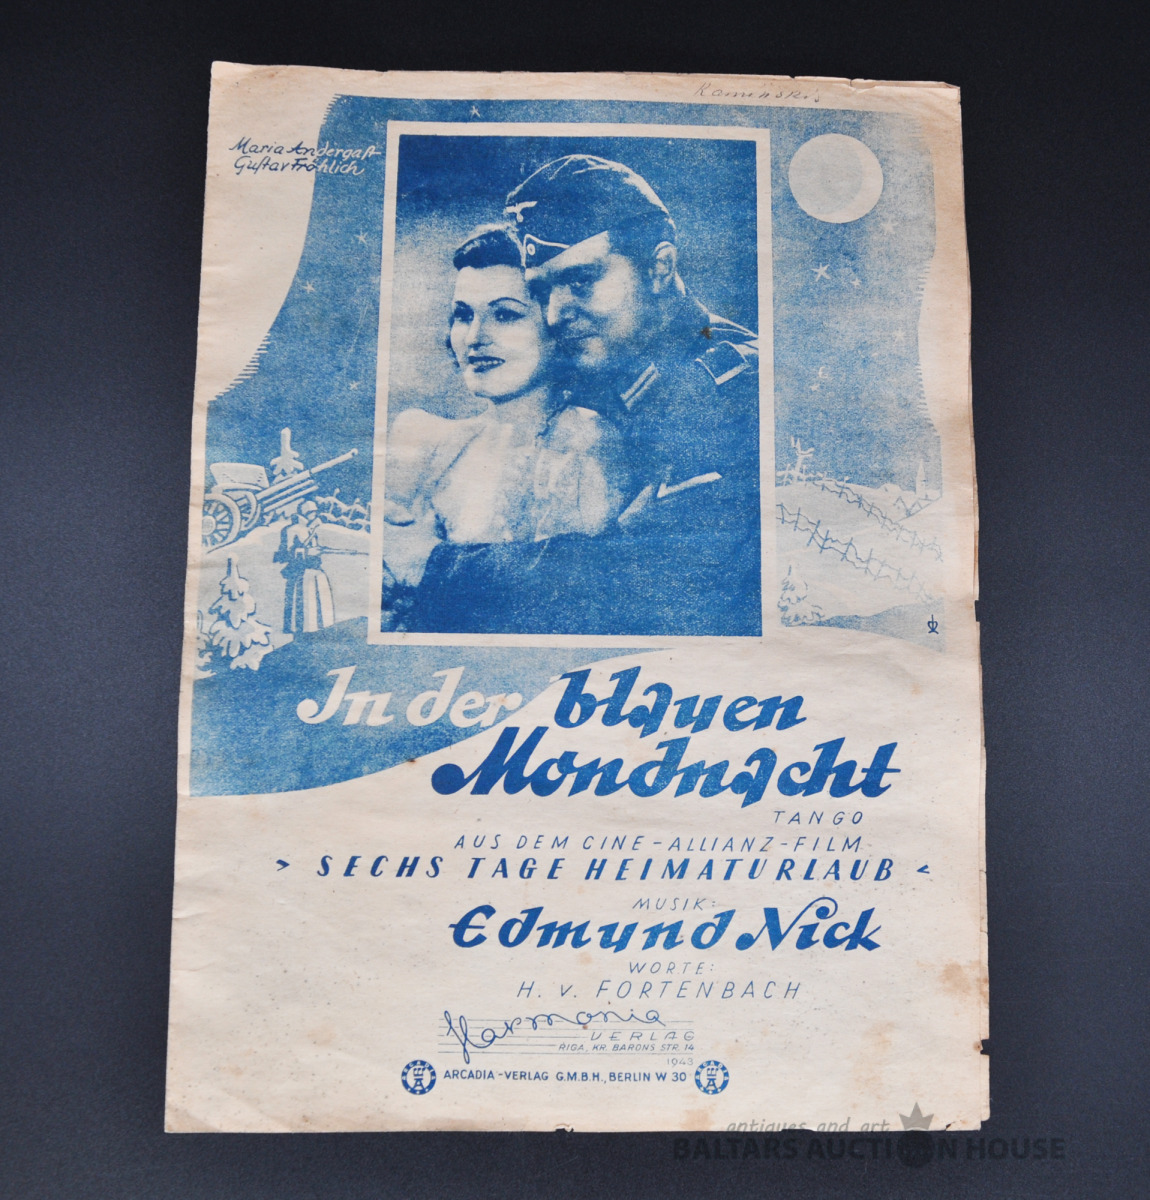 Kaminskis
Maria Andergast
Gustav Fröhlich
In der blauen
Mondnacht
TANGO
AUS DEM CINE-ALLIANZ-FILM
> SECHS TAGE HEIMATURLAUB <
MUSIK:
Edmund Nick
WORTE:
H. v. FORTENBACH
Harmonia
VERLAG
RIGA, KR. BARONS STR. 14
1943
ARCADIA-VERLAG G.M.B.H., BERLIN W 30
antiques and art
BALTARS AUCTION HOUSE